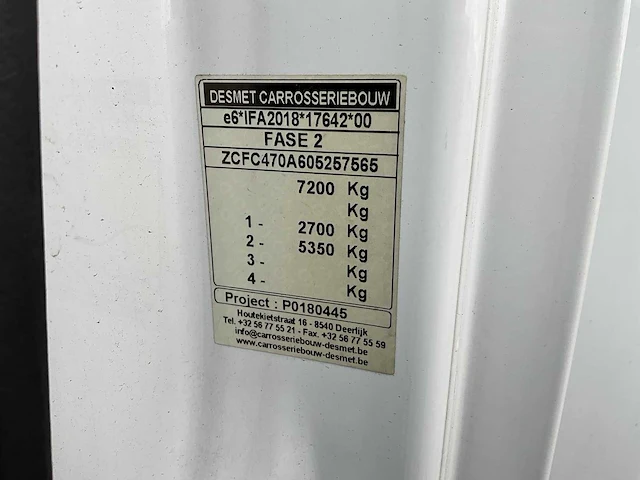 DESMET CARROSSERIEBOUW
e6*IFA2018*17642*00
FASE 2
ZCFC470A605257565
7200 Kg
Kg
1 - 2700 Kg
2 - 5350 Kg
3 - Kg
4 - Kg
Project : P0180445
Houtekietstraat 16 - 8540 Deerlijk
Tel. +32 56 77 55 21 - Fax. +32 56 77 55 59
info@carrosseriebouw-desmet.be
www.carrosseriebouw-desmet.be